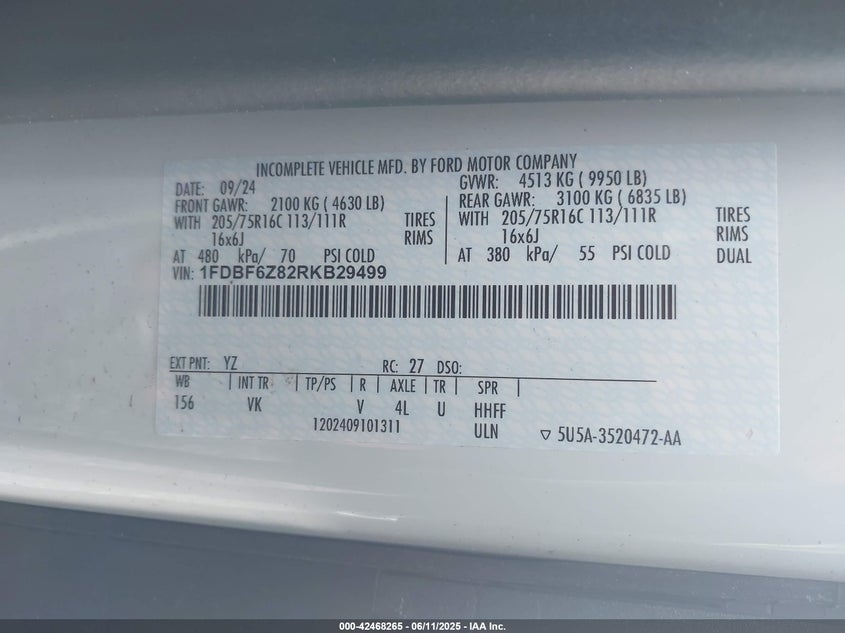 INCOMPLETE VEHICLE MFD. BY FORD MOTOR COMPANY
DATE: 09/24
GVWR: 4513 KG ( 9950 LB)
FRONT GAWR: 2100 KG ( 4630 LB)
REAR GAWR: 3100 KG ( 6835 LB)
WITH 205/75R16C 113/111R TIRES
WITH 205/75R16C 113/111R TIRES
16x6J RIMS
16x6J RIMS
AT 480 kPa/ 70 PSI COLD
AT 380 kPa/ 55 PSI COLD DUAL
VIN: 1FDBF6Z82RKB29499
EXT PNT: YZ RC: 27 DSO:
WB | INT TR | TP/PS | R | AXLE | TR | SPR |
156 VK V 4L U HHFF
1202409101311 ULN ▽ 5U5A-3520472-AA
000-42468265 - 06/11/2025 - IAA Inc.